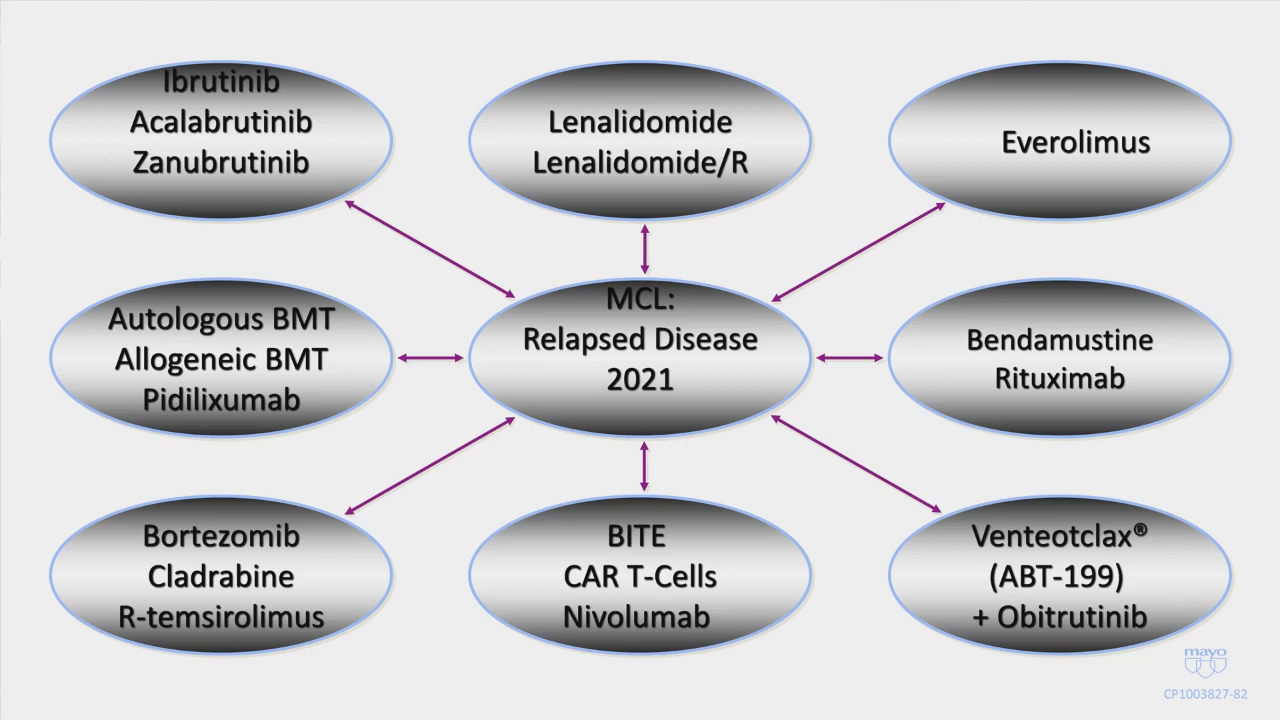 Ibrutinib
Acalabrutinib
Zanubrutinib
Lenalidomide
Lenalidomide/R
Everolimus
Autologous BMT
Allogeneic BMT
Pidilixumab
MCL:
Relapsed Disease
2021
Bendamustine
Rituximab
Bortezomib
Cladrabine
R-temsirolimus
BITE
CAR T-Cells
Nivolumab
Venteotclax®
(ABT-199)
+ Obitrutinib
mayo
CP1003827-82